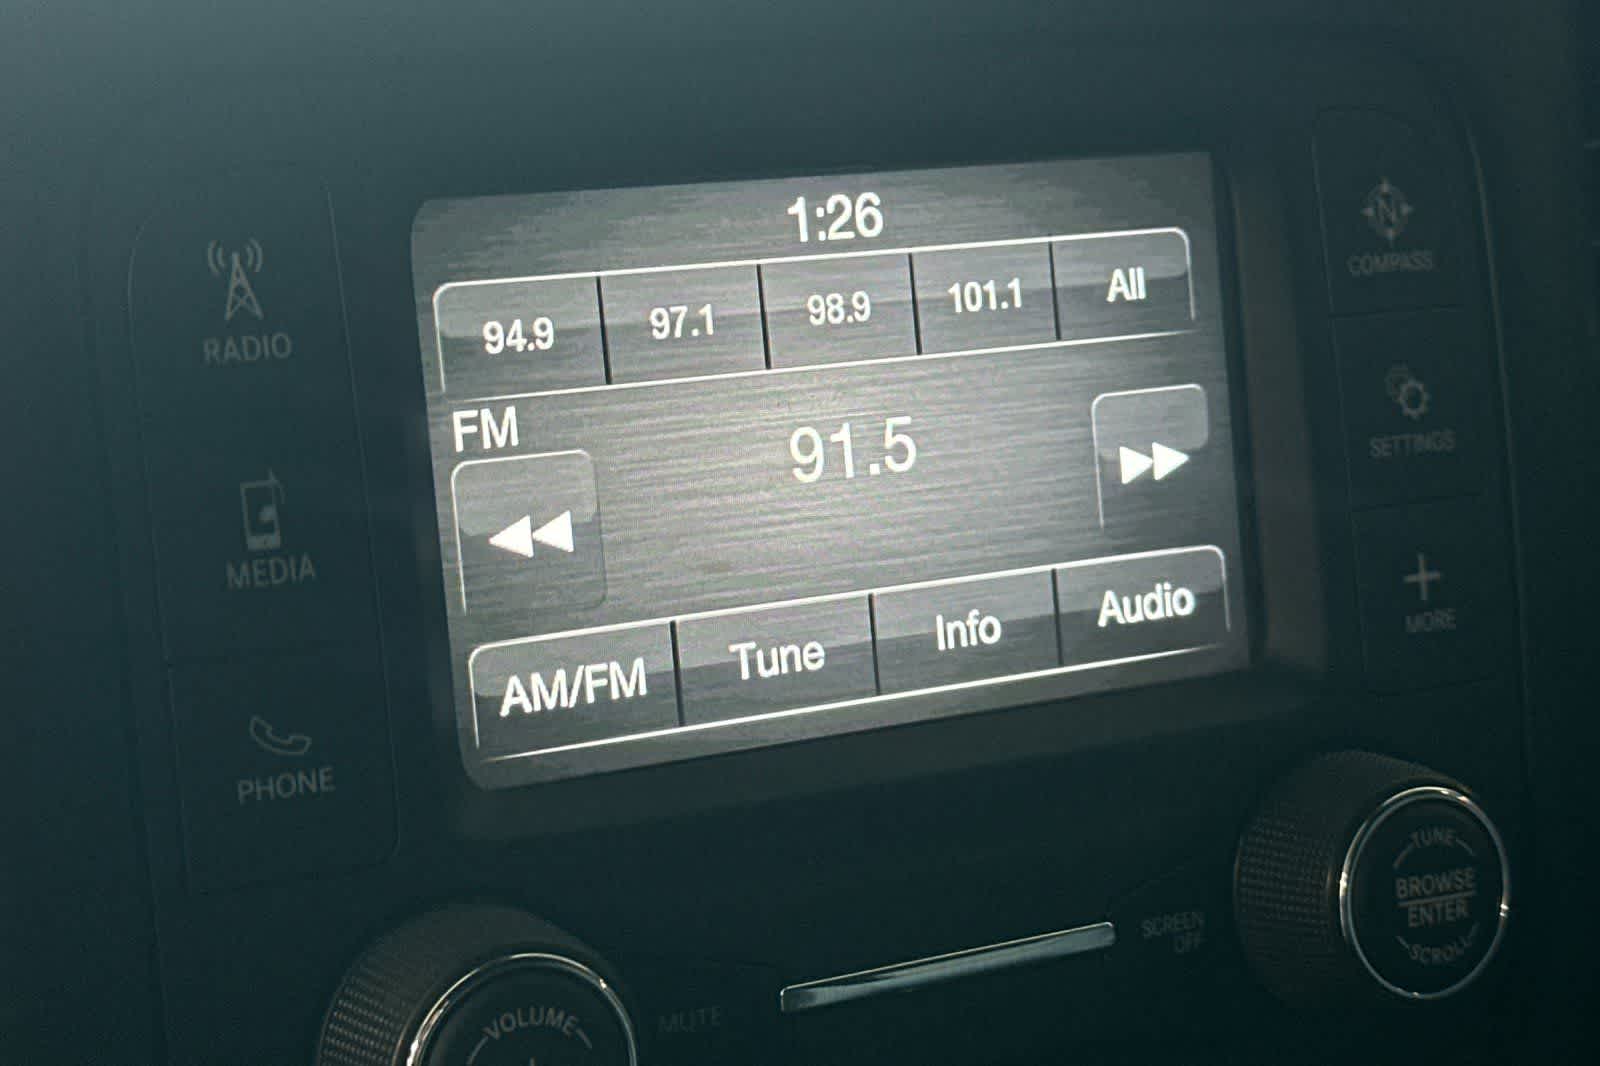 1:26
94.9 97.1 98.9 101.1 All
FM
91.5
AM/FM Tune Info Audio
RADIO
MEDIA
PHONE
N
COMPASS
SETTINGS
MORE
VOLUME
MUTE
SCREEN
OFF
TUNE
BROWSE
ENTER
SCROLL